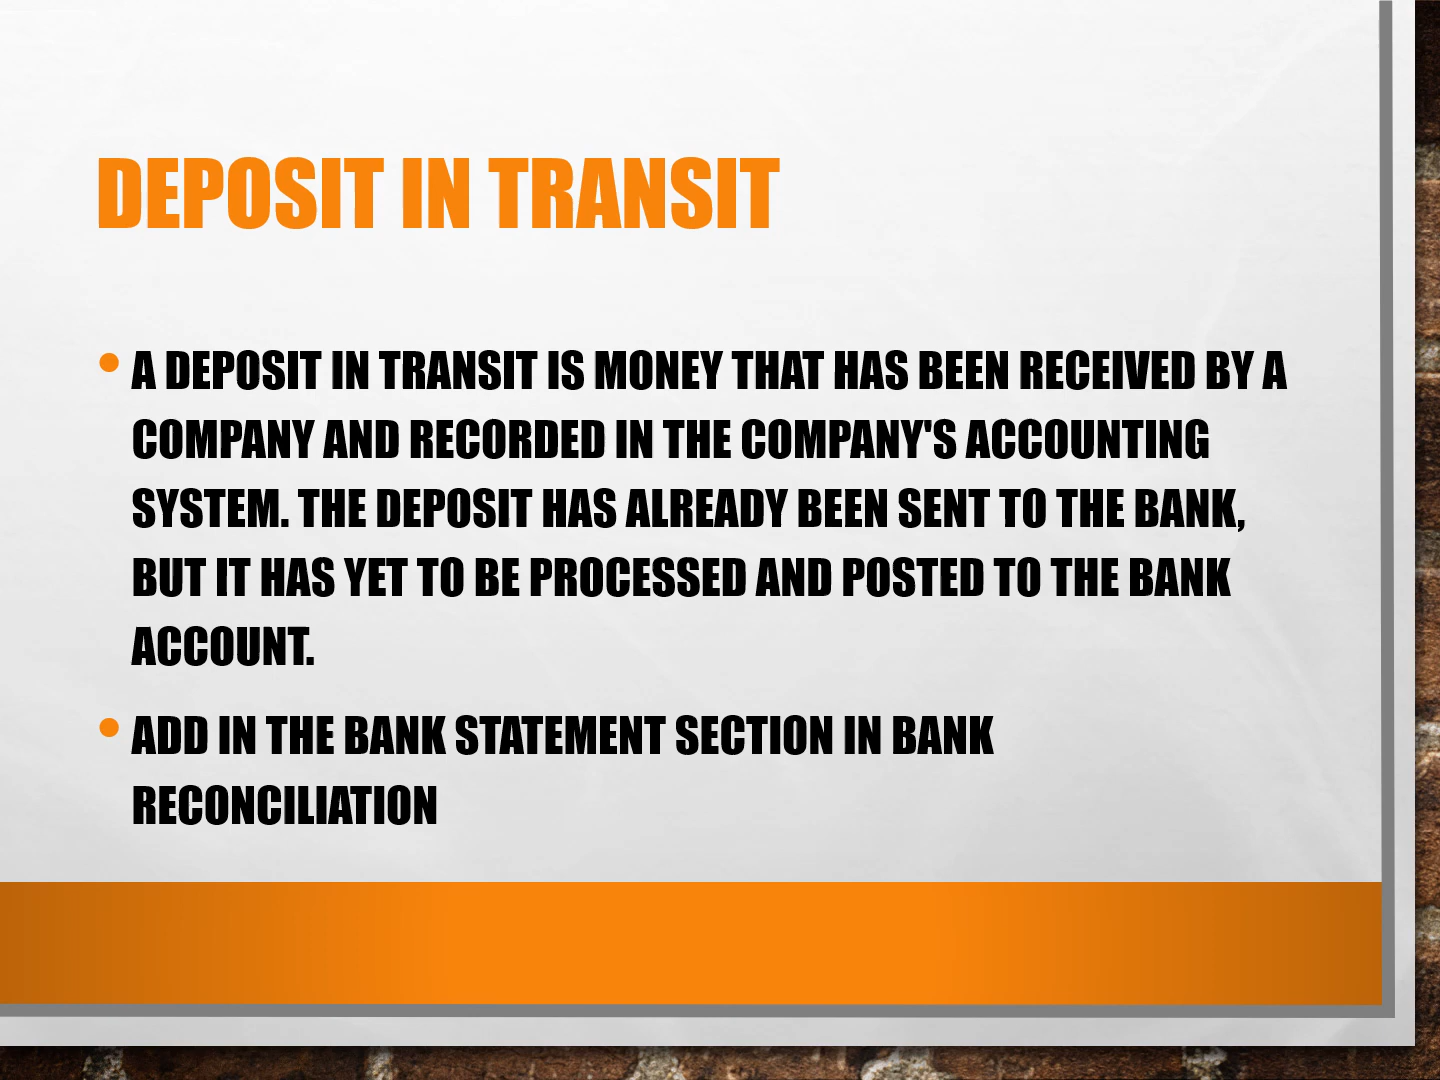 DEPOSIT IN TRANSIT
• A DEPOSIT IN TRANSIT IS MONEY THAT HAS BEEN RECEIVED BY A
COMPANY AND RECORDED IN THE COMPANY'S ACCOUNTING
SYSTEM. THE DEPOSIT HAS ALREADY BEEN SENT TO THE BANK,
BUT IT HAS YET TO BE PROCESSED AND POSTED TO THE BANK
ACCOUNT.
• ADD IN THE BANK STATEMENT SECTION IN BANK
RECONCILIATION